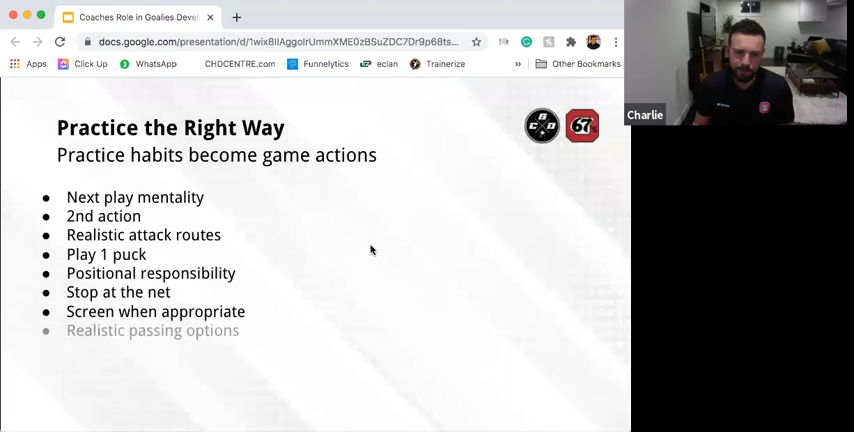 Coaches Role in Goalies Devel
docs.google.com/presentation/d/1wix8IIAggolrUmmXME0zBSuZDC7Dr9p68ts...
Apps Click Up WhatsApp CHDCENTRE.com Funnelytics eclan Trainerize » Other Bookmarks
Charlie
Practice the Right Way
Practice habits become game actions
G
C D
67's
• Next play mentality
• 2nd action
• Realistic attack routes
• Play 1 puck
• Positional responsibility
• Stop at the net
• Screen when appropriate
• Realistic passing options